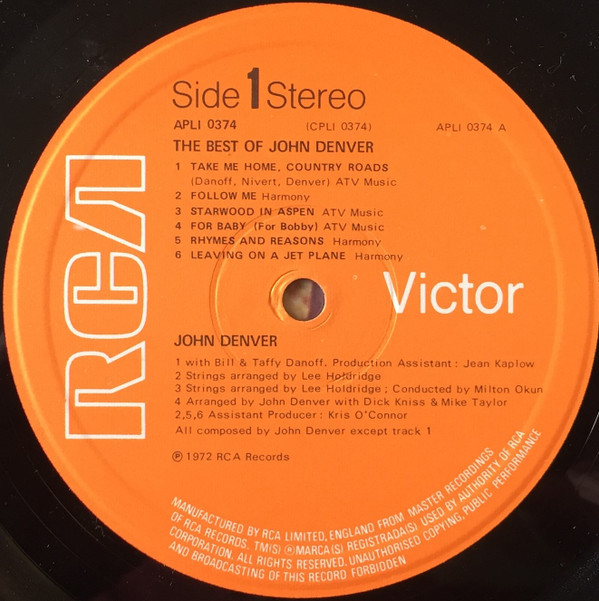 Side 1 Stereo
APLI 0374 (CPLI 0374) APLI 0374 A
THE BEST OF JOHN DENVER
1 TAKE ME HOME, COUNTRY ROADS
(Danoff, Nivert, Denver) ATV Music
2 FOLLOW ME Harmony
3 STARWOOD IN ASPEN ATV Music
4 FOR BABY (For Bobby) ATV Music
5 RHYMES AND REASONS Harmony
6 LEAVING ON A JET PLANE Harmony
RCA
Victor
JOHN DENVER
1 with Bill & Taffy Danoff, Production Assistant: Jean Kaplow
2 Strings arranged by Lee Holdridge
3 Strings arranged by Lee Holdridge; Conducted by Milton Okun
4 Arranged by John Denver with Dick Kniss & Mike Taylor
2,5,6 Assistant Producer: Kris O'Connor
All composed by John Denver except track 1
Ⓟ 1972 RCA Records
MANUFACTURED BY RCA LIMITED, ENGLAND FROM MASTER RECORDINGS
OF RCA RECORDS, TM(S) ® MARCA(S) REGISTRADA(S) USED BY AUTHORITY OF RCA
CORPORATION. ALL RIGHTS RESERVED. UNAUTHORISED COPYING, PUBLIC PERFORMANCE
AND BROADCASTING OF THIS RECORD FORBIDDEN